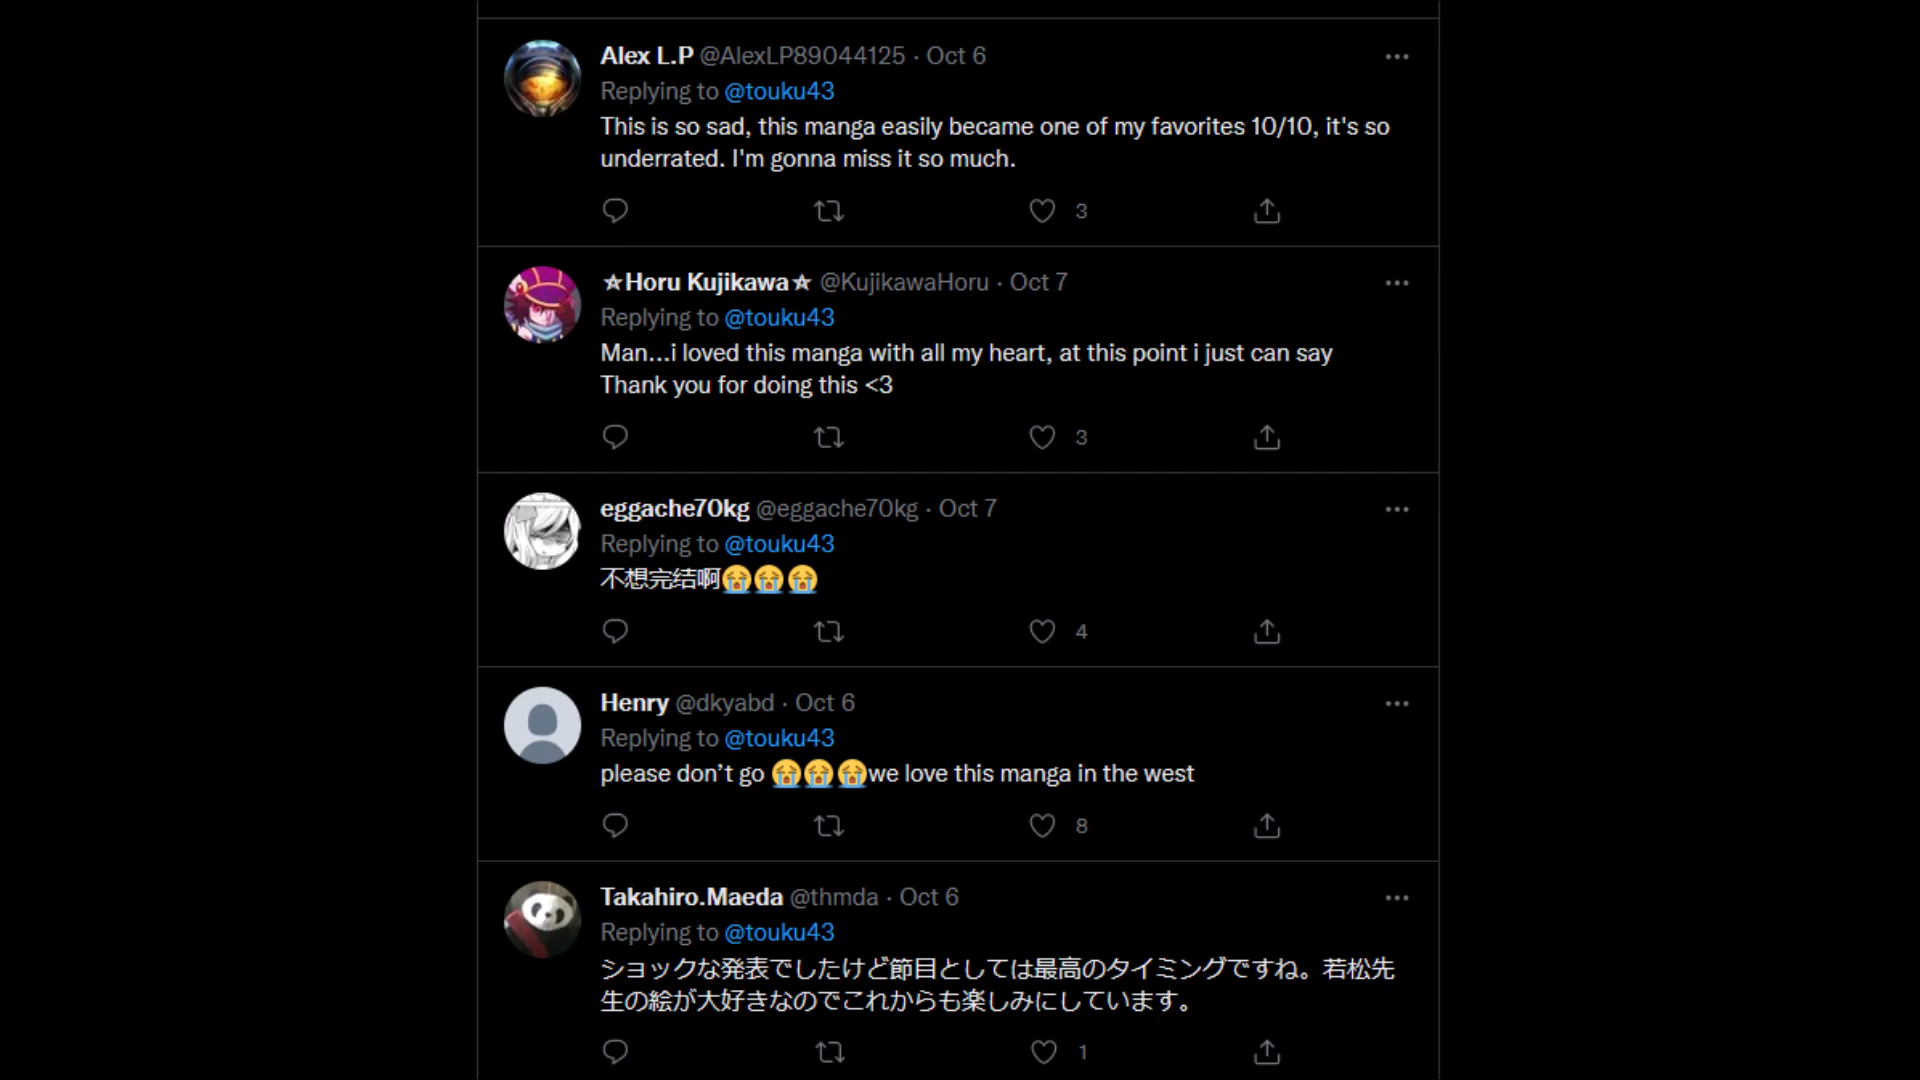 Alex L.P @AlexLP89044125 · Oct 6
Replying to @touku43
This is so sad, this manga easily became one of my favorites 10/10, it's so
underrated. I'm gonna miss it so much.
3
✮Horu Kujikawa✮ @KujikawaHoru · Oct 7
Replying to @touku43
Man...i loved this manga with all my heart, at this point i just can say
Thank you for doing this <3
3
eggache70kg @eggache70kg · Oct 7
Replying to @touku43
不想完结啊😭😭😭
4
Henry @dkyabd · Oct 6
Replying to @touku43
please don’t go 😭😭😭we love this manga in the west
8
Takahiro.Maeda @thmda · Oct 6
Replying to @touku43
ショックな発表でしたけど節目としては最高のタイミングですね。若松先
生の絵が大好きなのでこれからも楽しみにしています。
1